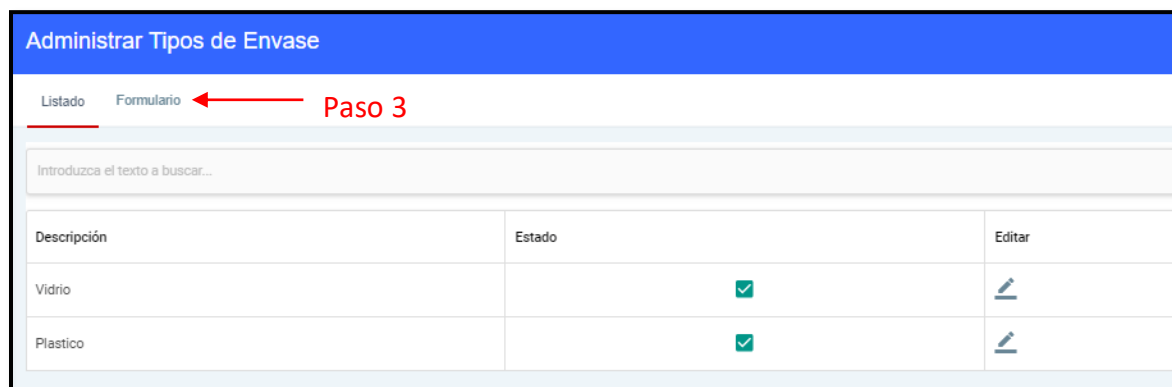 Administrar Tipos de Envase
Listado Formulario Paso 3
Introduzca el texto a buscar...
Descripción Estado Editar
Vidrio
Plastico